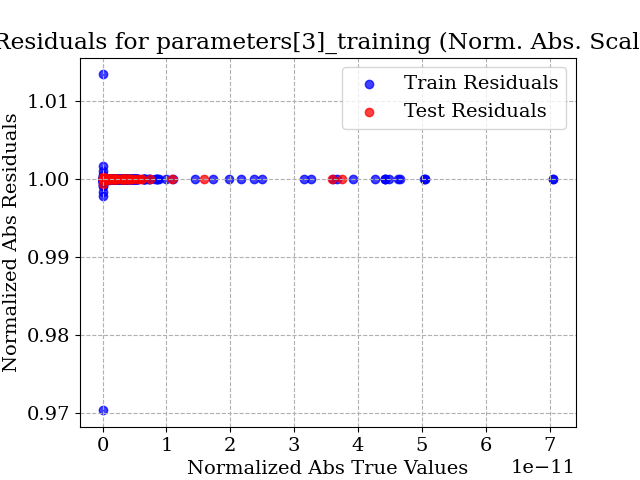 Residuals for parameters[3]_training (Norm. Abs. Scal
Train Residuals
Test Residuals
Normalized Abs Residuals
1.01
1.00
0.99
0.98
0.97
0 1 2 3 4 5 6 7
1e−11
Normalized Abs True Values